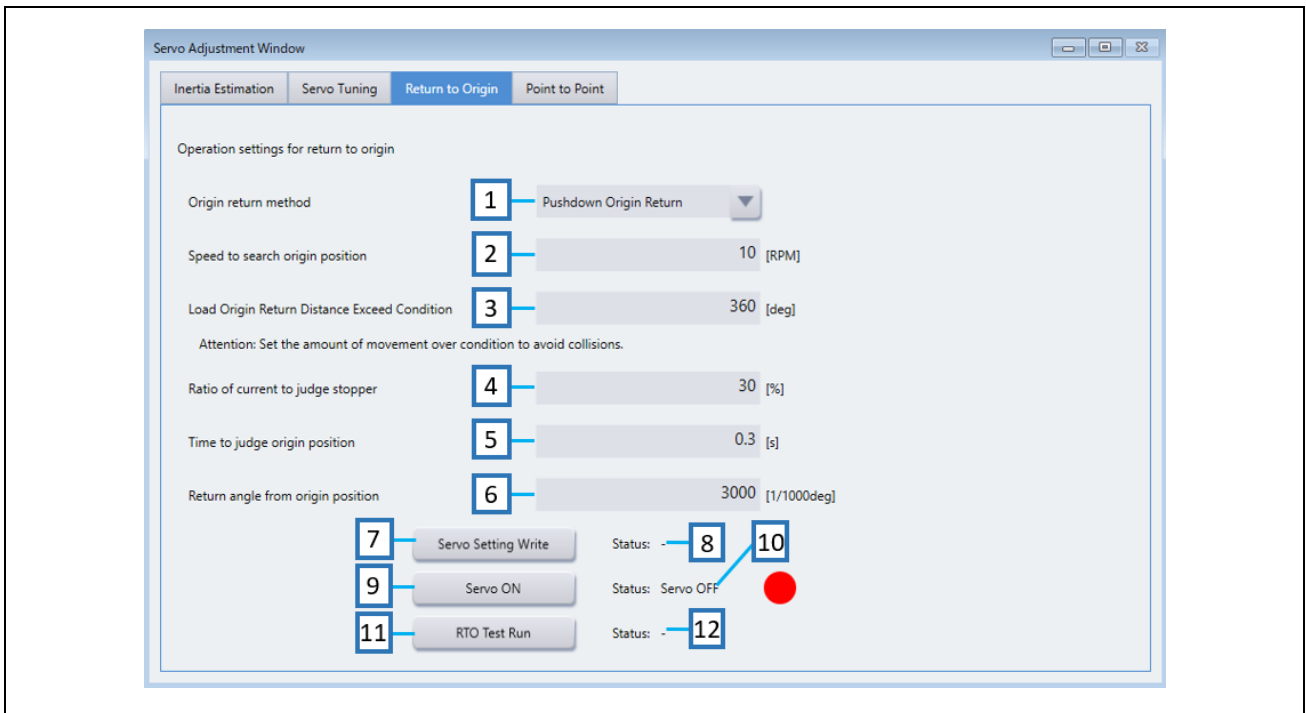 Servo Adjustment Window
Inertia Estimation Servo Tuning Return to Origin Point to Point
Operation settings for return to origin
Origin return method 1 Pushdown Origin Return
Speed to search origin position 2 10 [RPM]
Load Origin Return Distance Exceed Condition 3 360 [deg]
Attention: Set the amount of movement over condition to avoid collisions.
Ratio of current to judge stopper 4 30 [%]
Time to judge origin position 5 0.3 [s]
Return angle from origin position 6 3000 [1/1000deg]
7 Servo Setting Write Status: - 8 10
9 Servo ON Status: Servo OFF
11 RTO Test Run Status: - 12